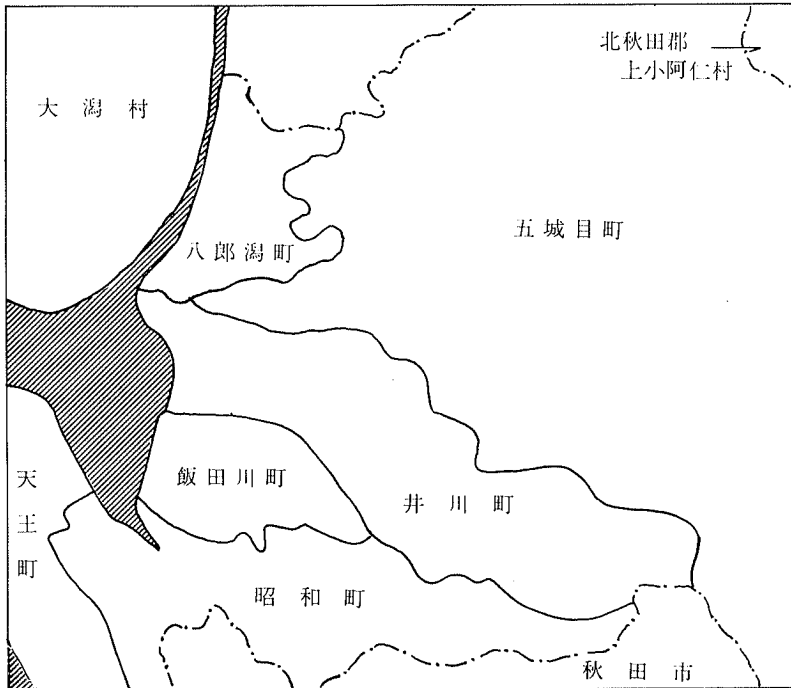 北秋田郡
上小阿仁村
大潟村
五城目町
八郎潟町
飯田川町
天王町
井川町
昭和町
秋田市